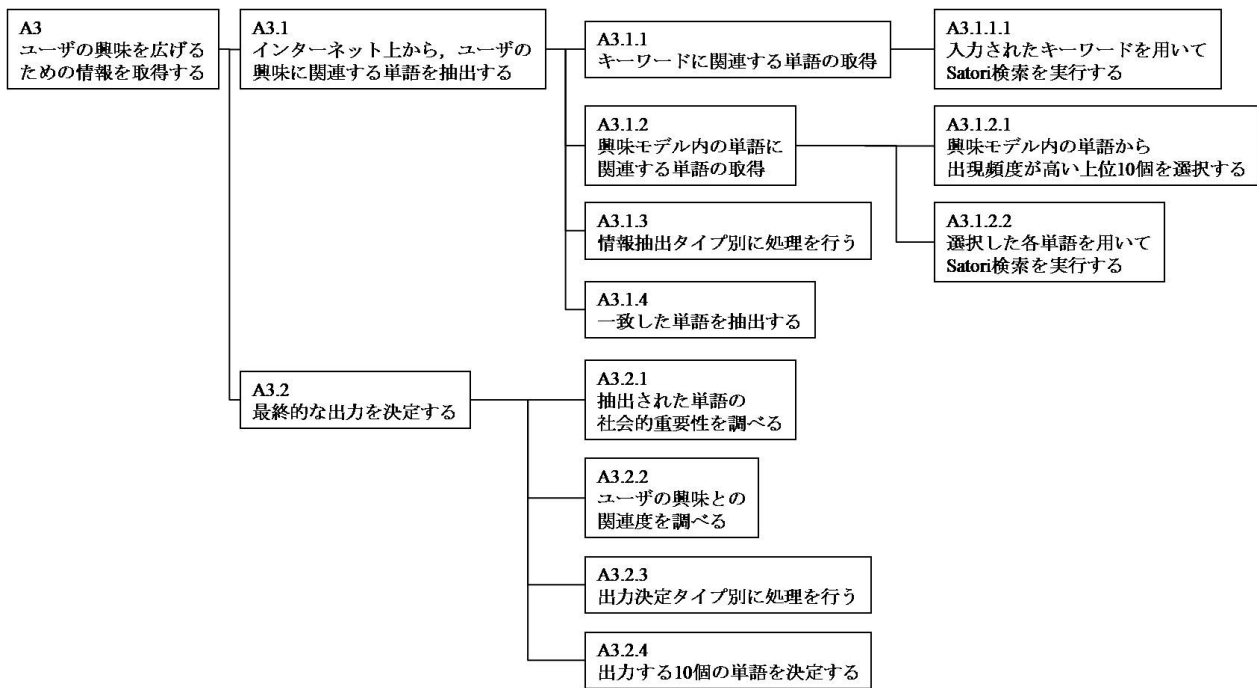 A3
ユーザの興味を広げる
ための情報を取得する
A3.1
インターネット上から，ユーザの
興味に関連する単語を抽出する
A3.1.1
キーワードに関連する単語の取得
A3.1.1.1
入力されたキーワードを用いて
Satori検索を実行する
A3.1.2
興味モデル内の単語に
関連する単語の取得
A3.1.2.1
興味モデル内の単語から
出現頻度が高い上位10個を選択する
A3.1.2.2
選択した各単語を用いて
Satori検索を実行する
A3.1.3
情報抽出タイプ別に処理を行う
A3.1.4
一致した単語を抽出する
A3.2
最終的な出力を決定する
A3.2.1
抽出された単語の
社会的重要性を調べる
A3.2.2
ユーザの興味との
関連度を調べる
A3.2.3
出力決定タイプ別に処理を行う
A3.2.4
出力する10個の単語を決定する